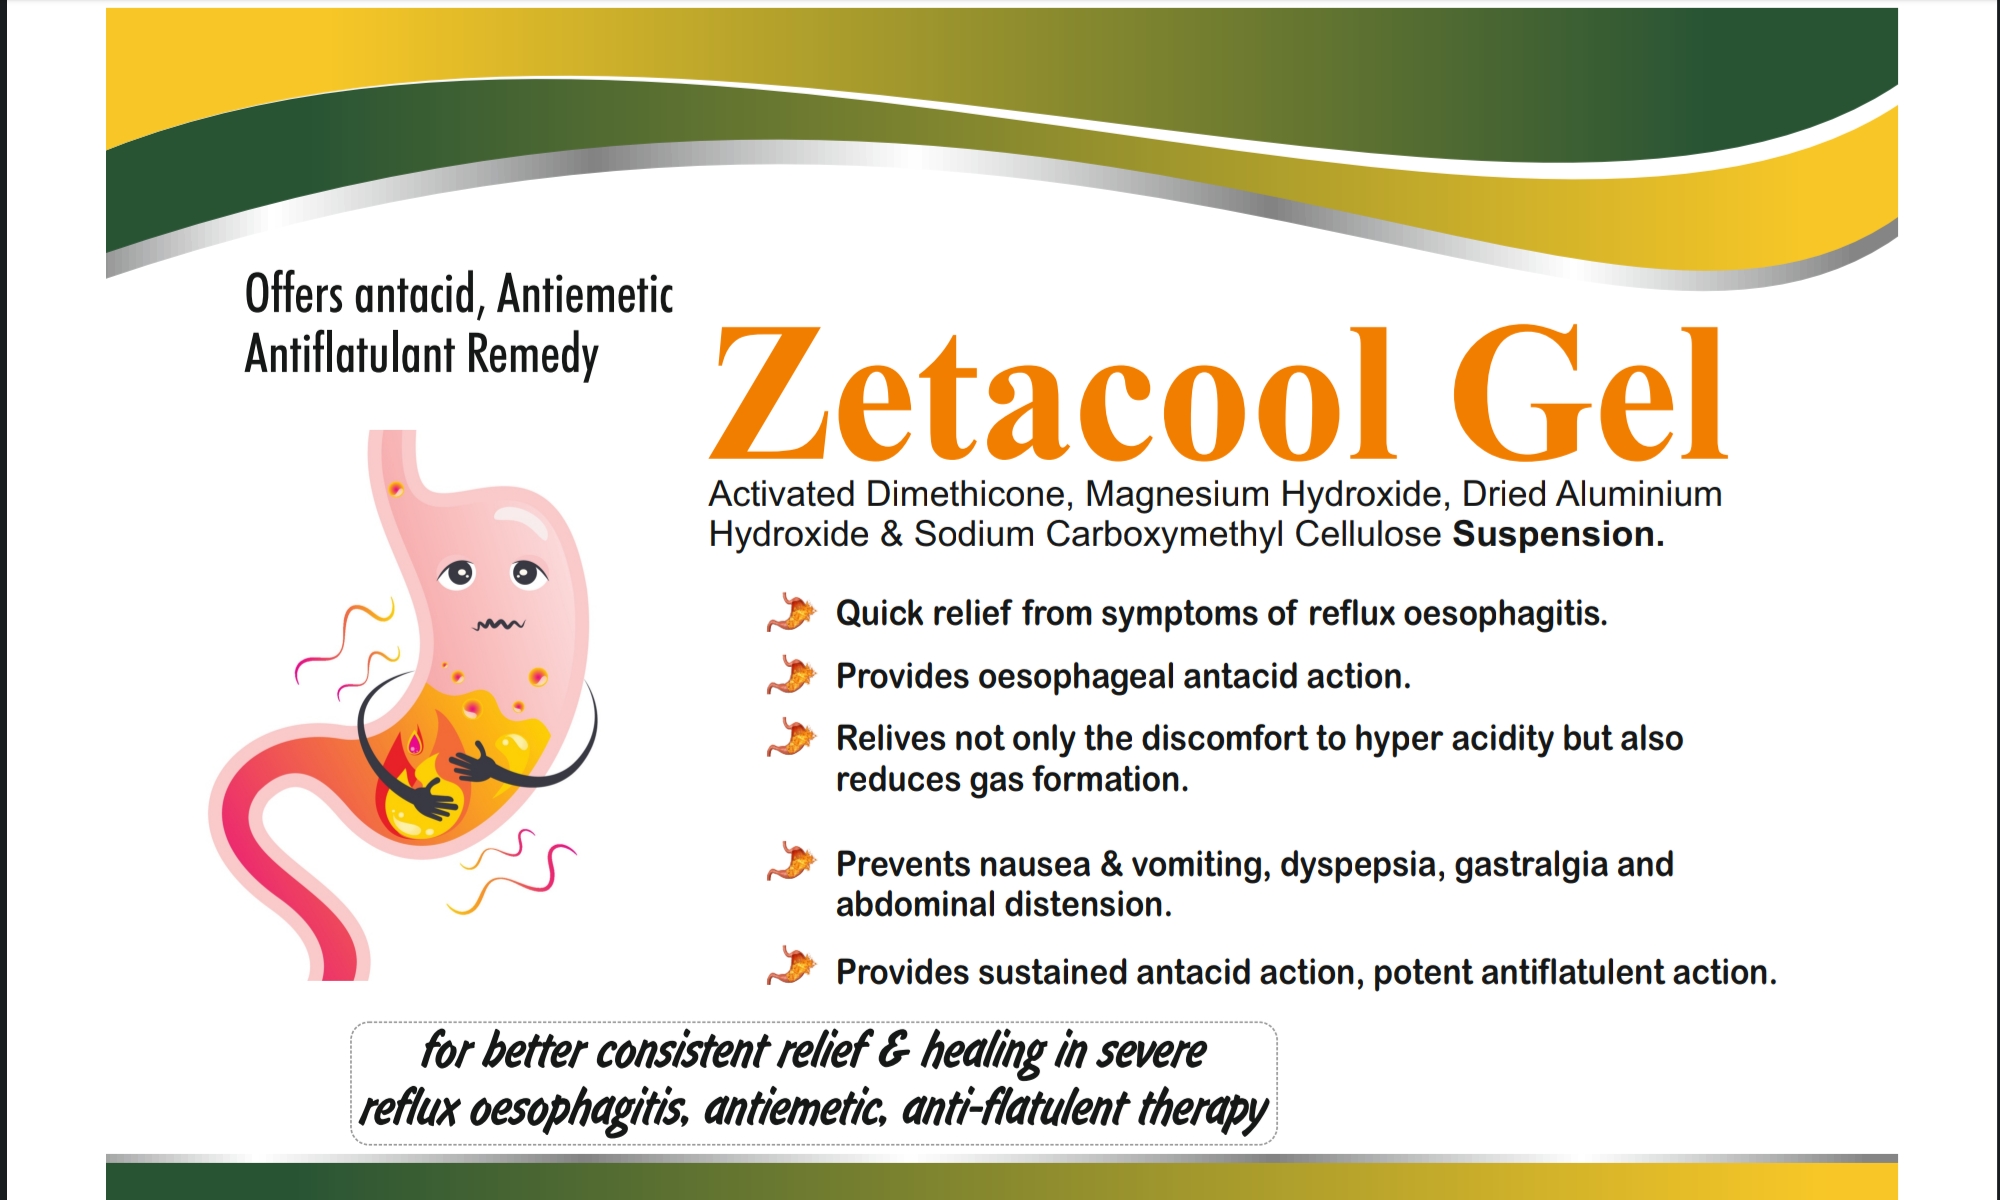 Offers antacid, Antiemetic
Antiflatulant Remedy
Zetacool Gel
Activated Dimethicone, Magnesium Hydroxide, Dried Aluminium
Hydroxide & Sodium Carboxymethyl Cellulose Suspension.
Quick relief from symptoms of reflux oesophagitis.
Provides oesophageal antacid action.
Relives not only the discomfort to hyper acidity but also
reduces gas formation.
Prevents nausea & vomiting, dyspepsia, gastralgia and
abdominal distension.
Provides sustained antacid action, potent antiflatulent action.
for better consistent relief & healing in severe
reflux oesophagitis, antiemetic, anti-flatulent therapy